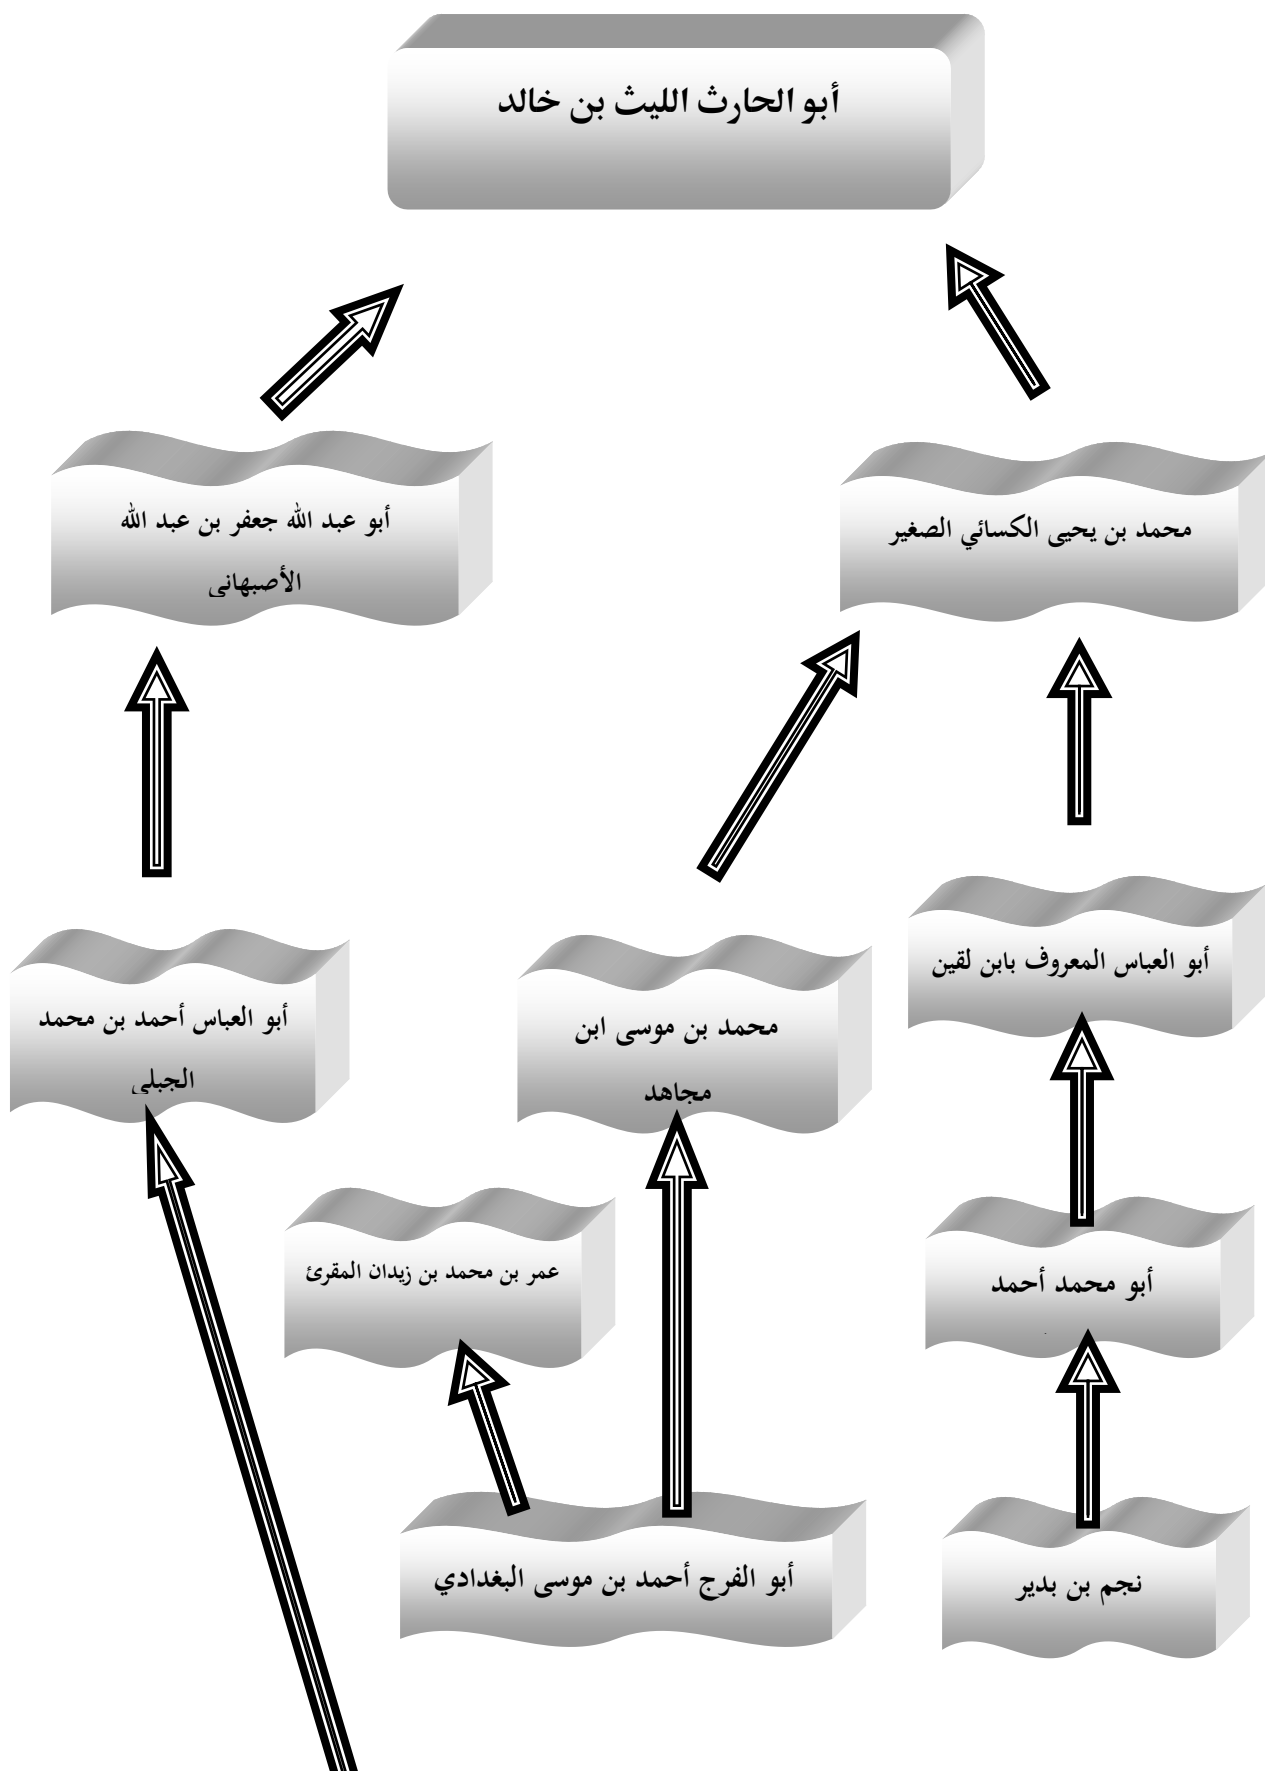 أبو الحارث الليث بن خالد
محمد بن يحيى الكسائي الصغير
أبو عبد الله جعفر بن عبد الله
الأصبهاني
أبو العباس المعروف بابن لقين
محمد بن موسى ابن
مجاهد
أبو العباس أحمد بن محمد
الجبلي
أبو محمد أحمد
عمر بن محمد بن زيدان المقرئ
نجم بن بدير
أبو الفرج أحمد بن موسى البغدادي